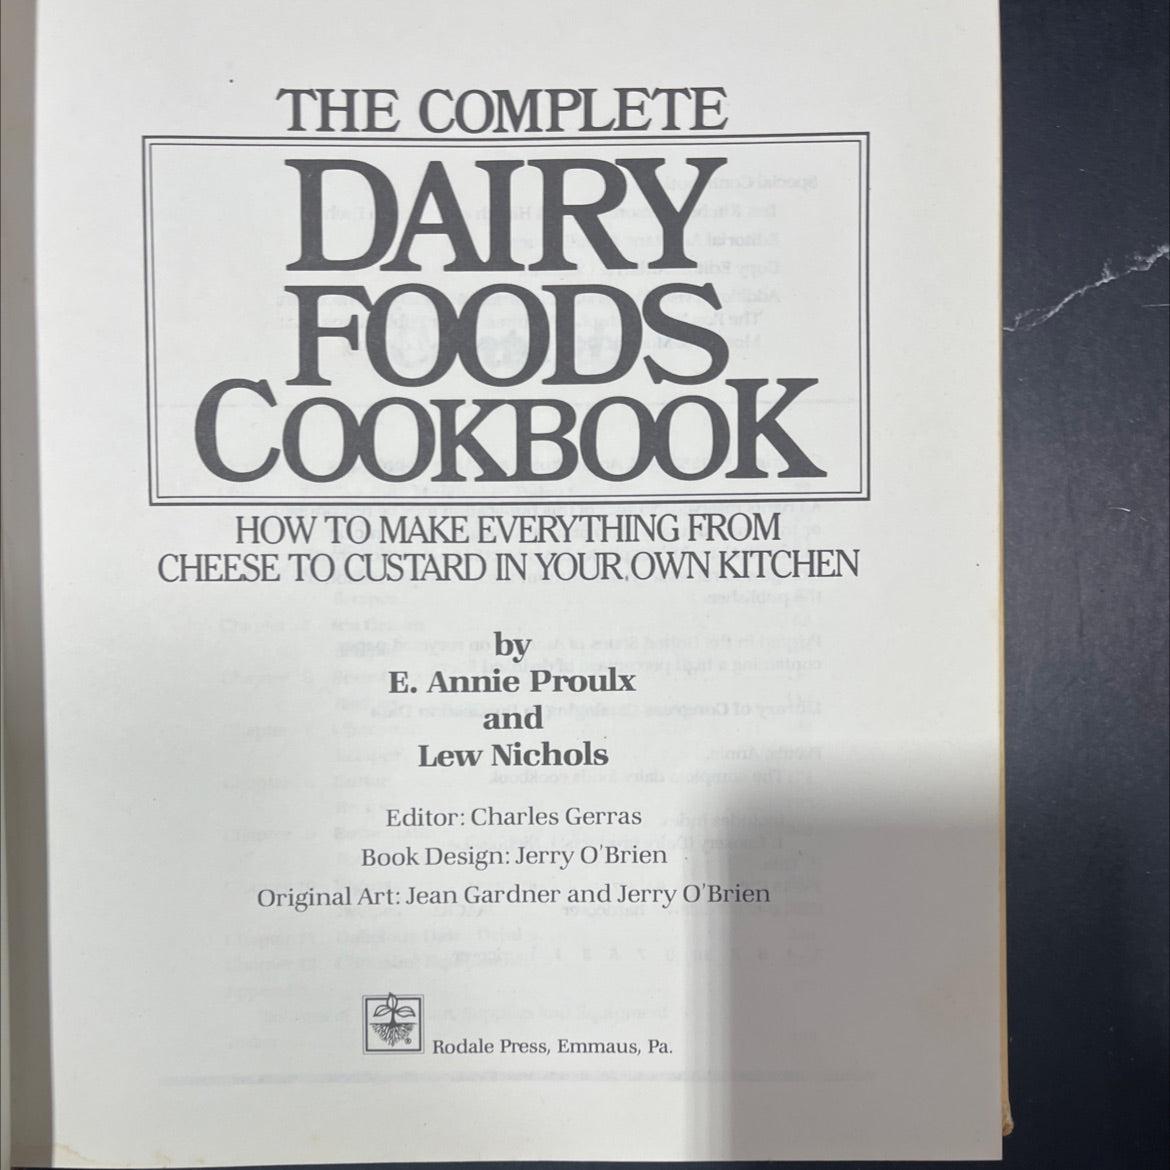 THE COMPLETE
DAIRY
FOODS
COOKBOOK
HOW TO MAKE EVERYTHING FROM
CHEESE TO CUSTARD IN YOUR OWN KITCHEN
by
E. Annie Proulx
and
Lew Nichols
Editor: Charles Gerras
Book Design: Jerry O'Brien
Original Art: Jean Gardner and Jerry O'Brien
Rodale Press, Emmaus, Pa.